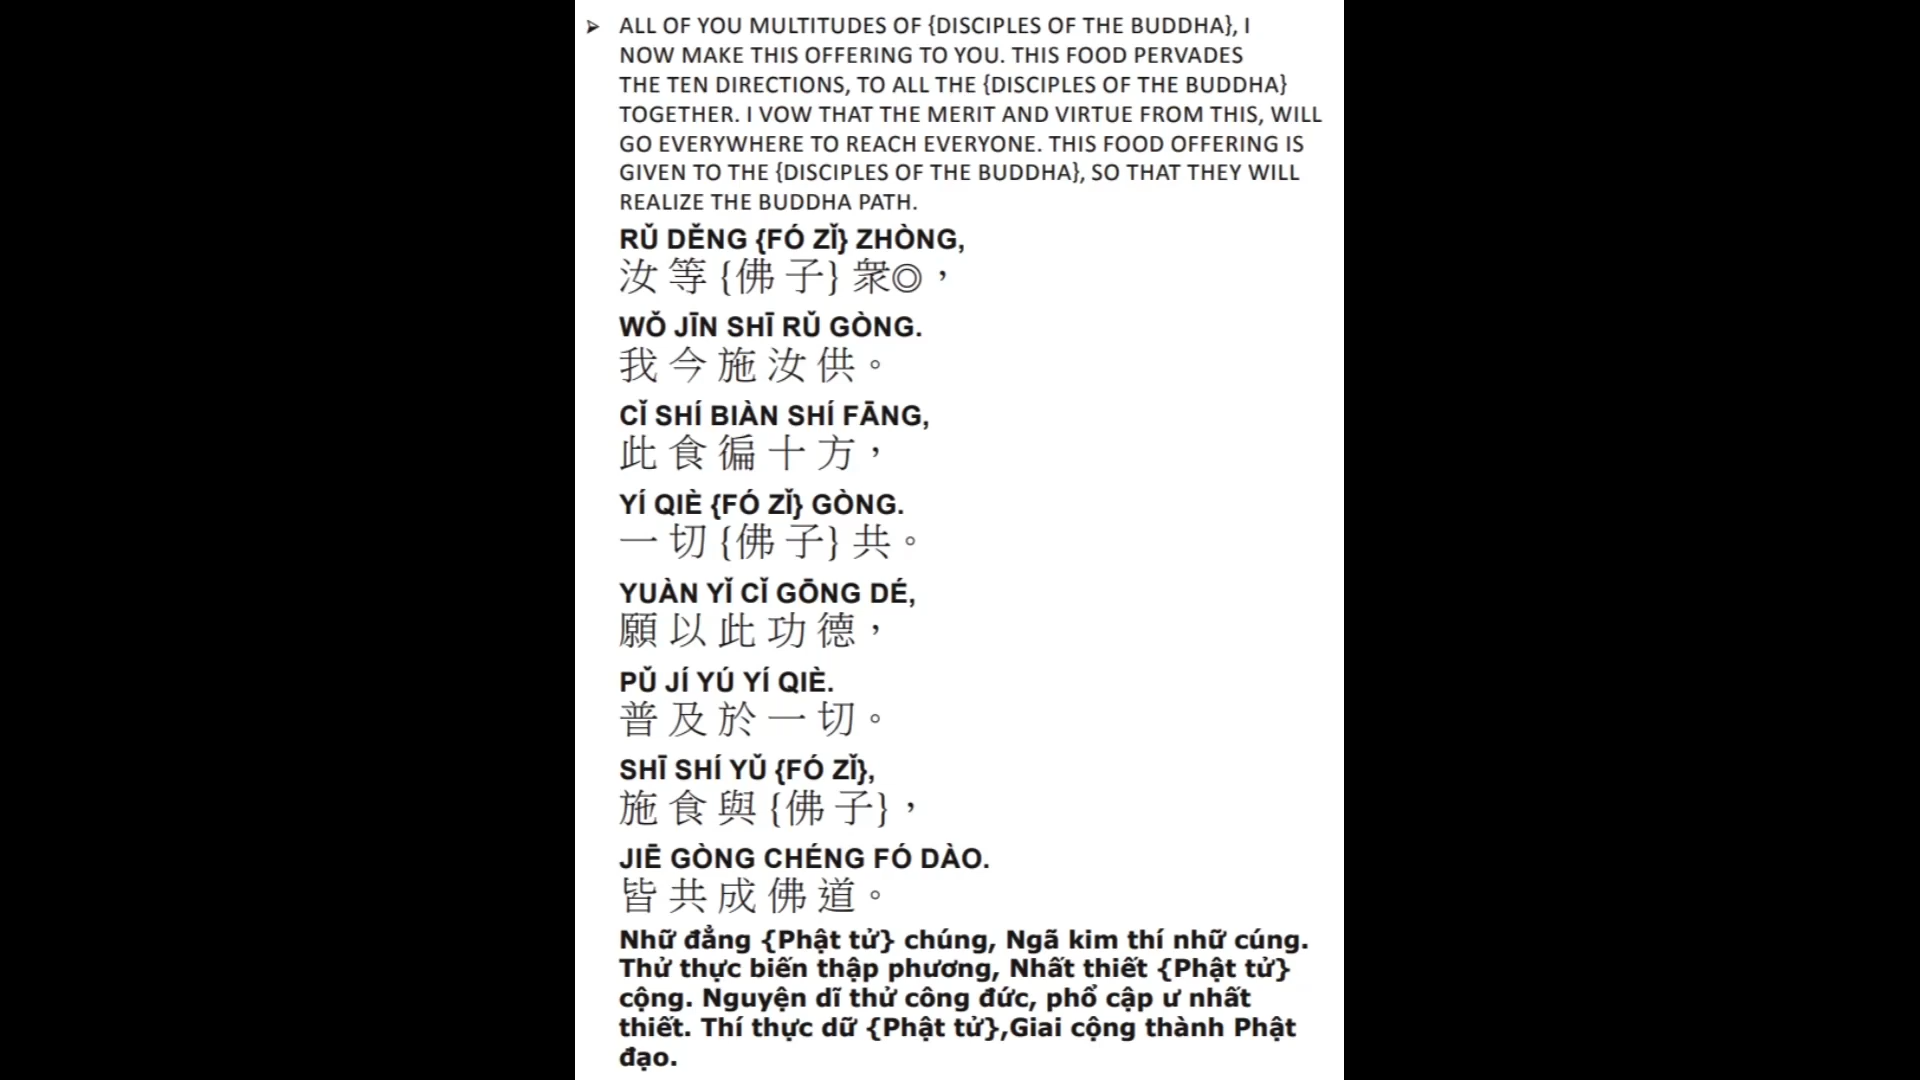 ➢ ALL OF YOU MULTITUDES OF {DISCIPLES OF THE BUDDHA}, I
NOW MAKE THIS OFFERING TO YOU. THIS FOOD PERVADES
THE TEN DIRECTIONS, TO ALL THE {DISCIPLES OF THE BUDDHA}
TOGETHER. I VOW THAT THE MERIT AND VIRTUE FROM THIS, WILL
GO EVERYWHERE TO REACH EVERYONE. THIS FOOD OFFERING IS
GIVEN TO THE {DISCIPLES OF THE BUDDHA}, SO THAT THEY WILL
REALIZE THE BUDDHA PATH.
RǓ DĚNG {FÓ ZǏ} ZHÒNG,
汝 等 {佛 子} 衆◎，
WǑ JĪN SHĪ RǓ GÒNG.
我 今 施 汝 供。
CǏ SHÍ BIÀN SHÍ FĀNG,
此 食 徧 十 方，
YÍ QIÈ {FÓ ZǏ} GÒNG.
一 切 {佛 子} 共。
YUÀN YǏ CǏ GŌNG DÉ,
願 以 此 功 德，
PǓ JÍ YÚ YÍ QIÈ.
普 及 於 一 切。
SHĪ SHÍ YǓ {FÓ ZǏ},
施 食 與 {佛 子}，
JIĒ GÒNG CHÉNG FÓ DÀO.
皆 共 成 佛 道。
Nhữ đẳng {Phật tử} chúng, Ngã kim thí nhữ cúng.
Thử thực biến thập phương, Nhất thiết {Phật tử}
cộng. Nguyện dĩ thử công đức, phổ cập ư nhất
thiết. Thí thực dữ {Phật tử},Giai cộng thành Phật
đạo.